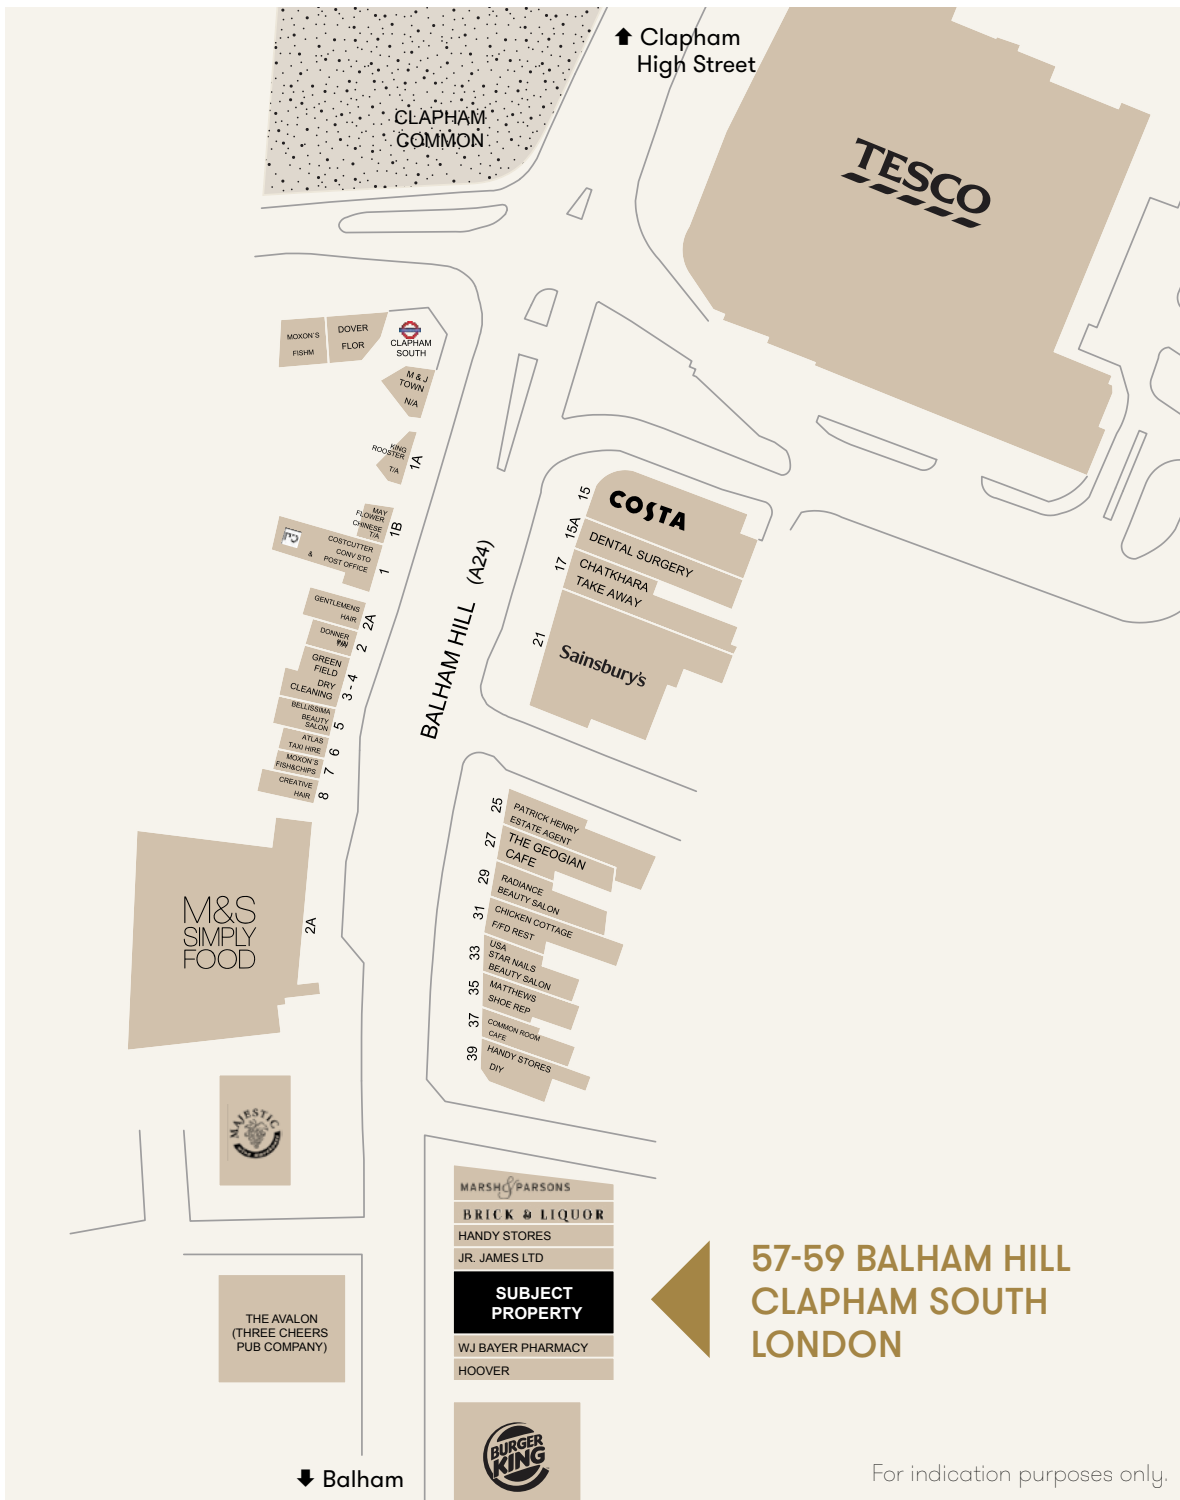 Clapham
High Street
CLAPHAM
COMMON
TESCO
MOXON'S
FISHM
DOVER
FLOR
CLAPHAM
SOUTH
M & J
TOWN
N/A
KING
ROOSTER
T/A
1A
MAY
FLOWER
CHINESE
T/A
1B
COSTCUTTER
CONV STO
& POST OFFICE
1
GENTLEMENS
HAIR
2A
DONNER
2
GREEN
FIELD
DRY
CLEANING
3 - 4
BELLISSIMA
BEAUTY
SALON
5
ATLAS
TAXI HIRE
6
MOXON'S
FISH&CHIPS
7
CREATIVE
HAIR
8
BALHAM HILL (A24)
15
COSTA
15A
DENTAL SURGERY
17
CHATKHARA
TAKE AWAY
21
Sainsbury's
25
PATRICK HENRY
ESTATE AGENT
27
THE GEOGIAN
CAFE
29
RADIANCE
BEAUTY SALON
31
CHICKEN COTTAGE
F/FD REST
33
USA
STAR NAILS
BEAUTY SALON
35
MATTHEWS
SHOE REP
37
COMMON ROOM
CAFE
39
HANDY STORES
DIY
M&S
SIMPLY
FOOD
2A
MAJESTIC
MARSH & PARSONS
BRICK & LIQUOR
HANDY STORES
JR. JAMES LTD
SUBJECT
PROPERTY
WJ BAYER PHARMACY
HOOVER
THE AVALON
(THREE CHEERS
PUB COMPANY)
BURGER
KING
57-59 BALHAM HILL
CLAPHAM SOUTH
LONDON
Balham
For indication purposes only.